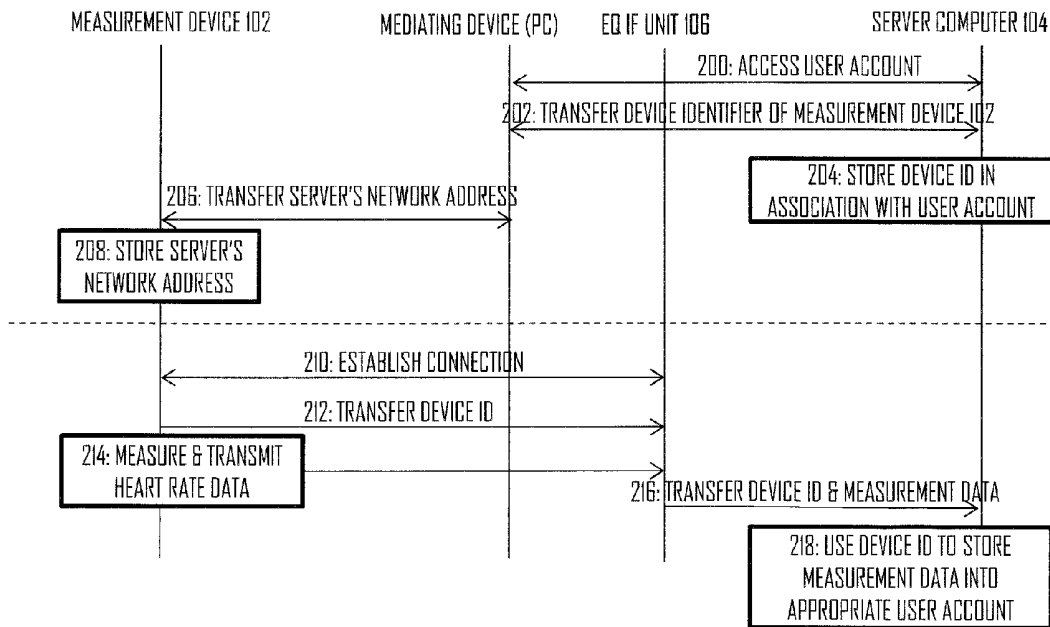 MEASUREMENT DEVICE 102
MEDIATING DEVICE (PC)
EQ IF UNIT 106
SERVER COMPUTER 104
200: ACCESS USER ACCOUNT
202: TRANSFER DEVICE IDENTIFIER OF MEASUREMENT DEVICE 102
204: STORE DEVICE ID IN
ASSOCIATION WITH USER ACCOUNT
206: TRANSFER SERVER'S NETWORK ADDRESS
208: STORE SERVER'S
NETWORK ADDRESS
210: ESTABLISH CONNECTION
212: TRANSFER DEVICE ID
214: MEASURE & TRANSMIT
HEART RATE DATA
216: TRANSFER DEVICE ID & MEASUREMENT DATA
218: USE DEVICE ID TO STORE
MEASUREMENT DATA INTO
APPROPRIATE USER ACCOUNT